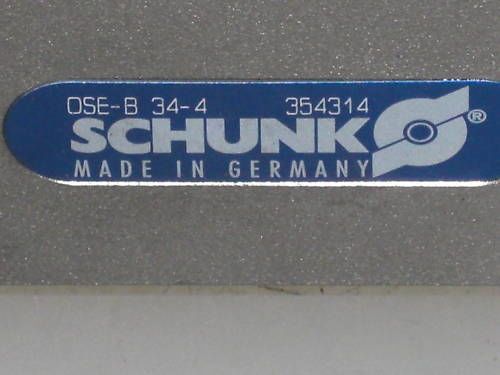 OSE-B 34-4 354314
SCHUNK ®
MADE IN GERMANY